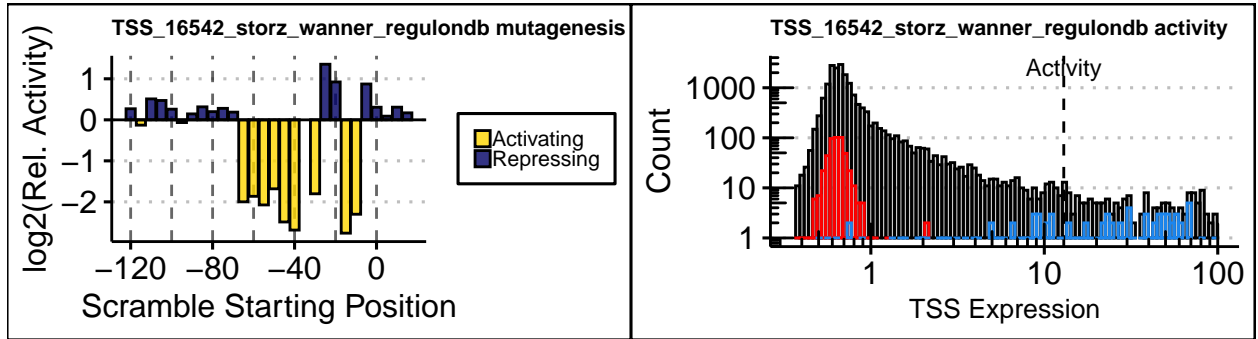 TSS_16542_storz_wanner_regulondb mutagenesis
log2(Rel. Activity)
1
0
−1
−2
−120 −80 −40 0
Scramble Starting Position
Activating
Repressing
TSS_16542_storz_wanner_regulondb activity
Activity
Count
1000
100
10
1
1 10 100
TSS Expression